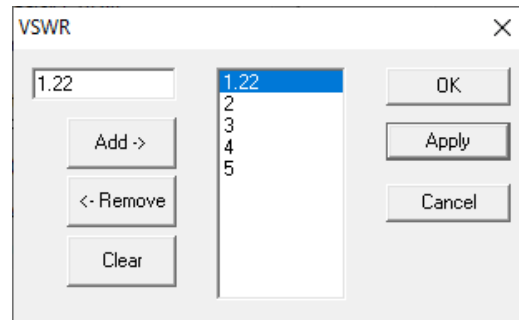 VSWR
1.22
Add ->
<- Remove
Clear
1.22
2
3
4
5
OK
Apply
Cancel